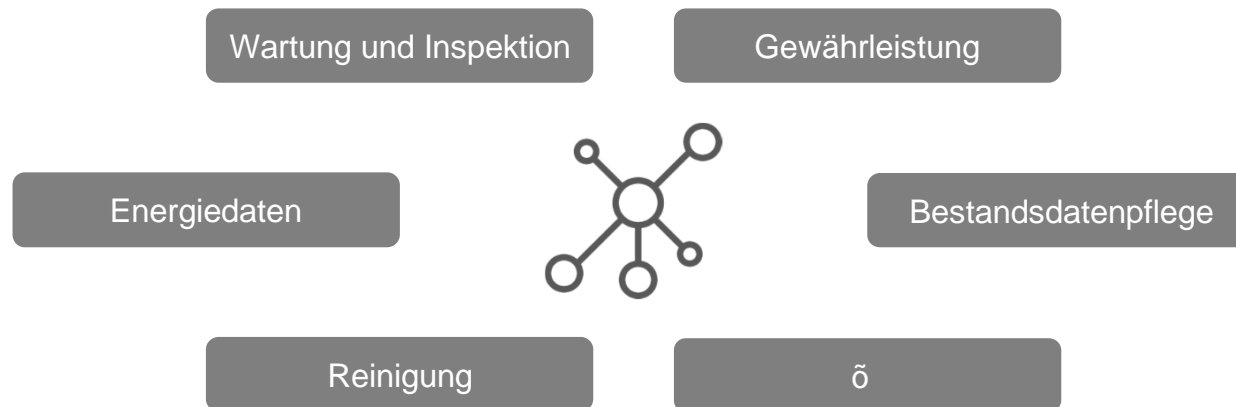 Wartung und Inspektion
Gewährleistung
Energiedaten
Bestandsdatenpflege
Reinigung
õ